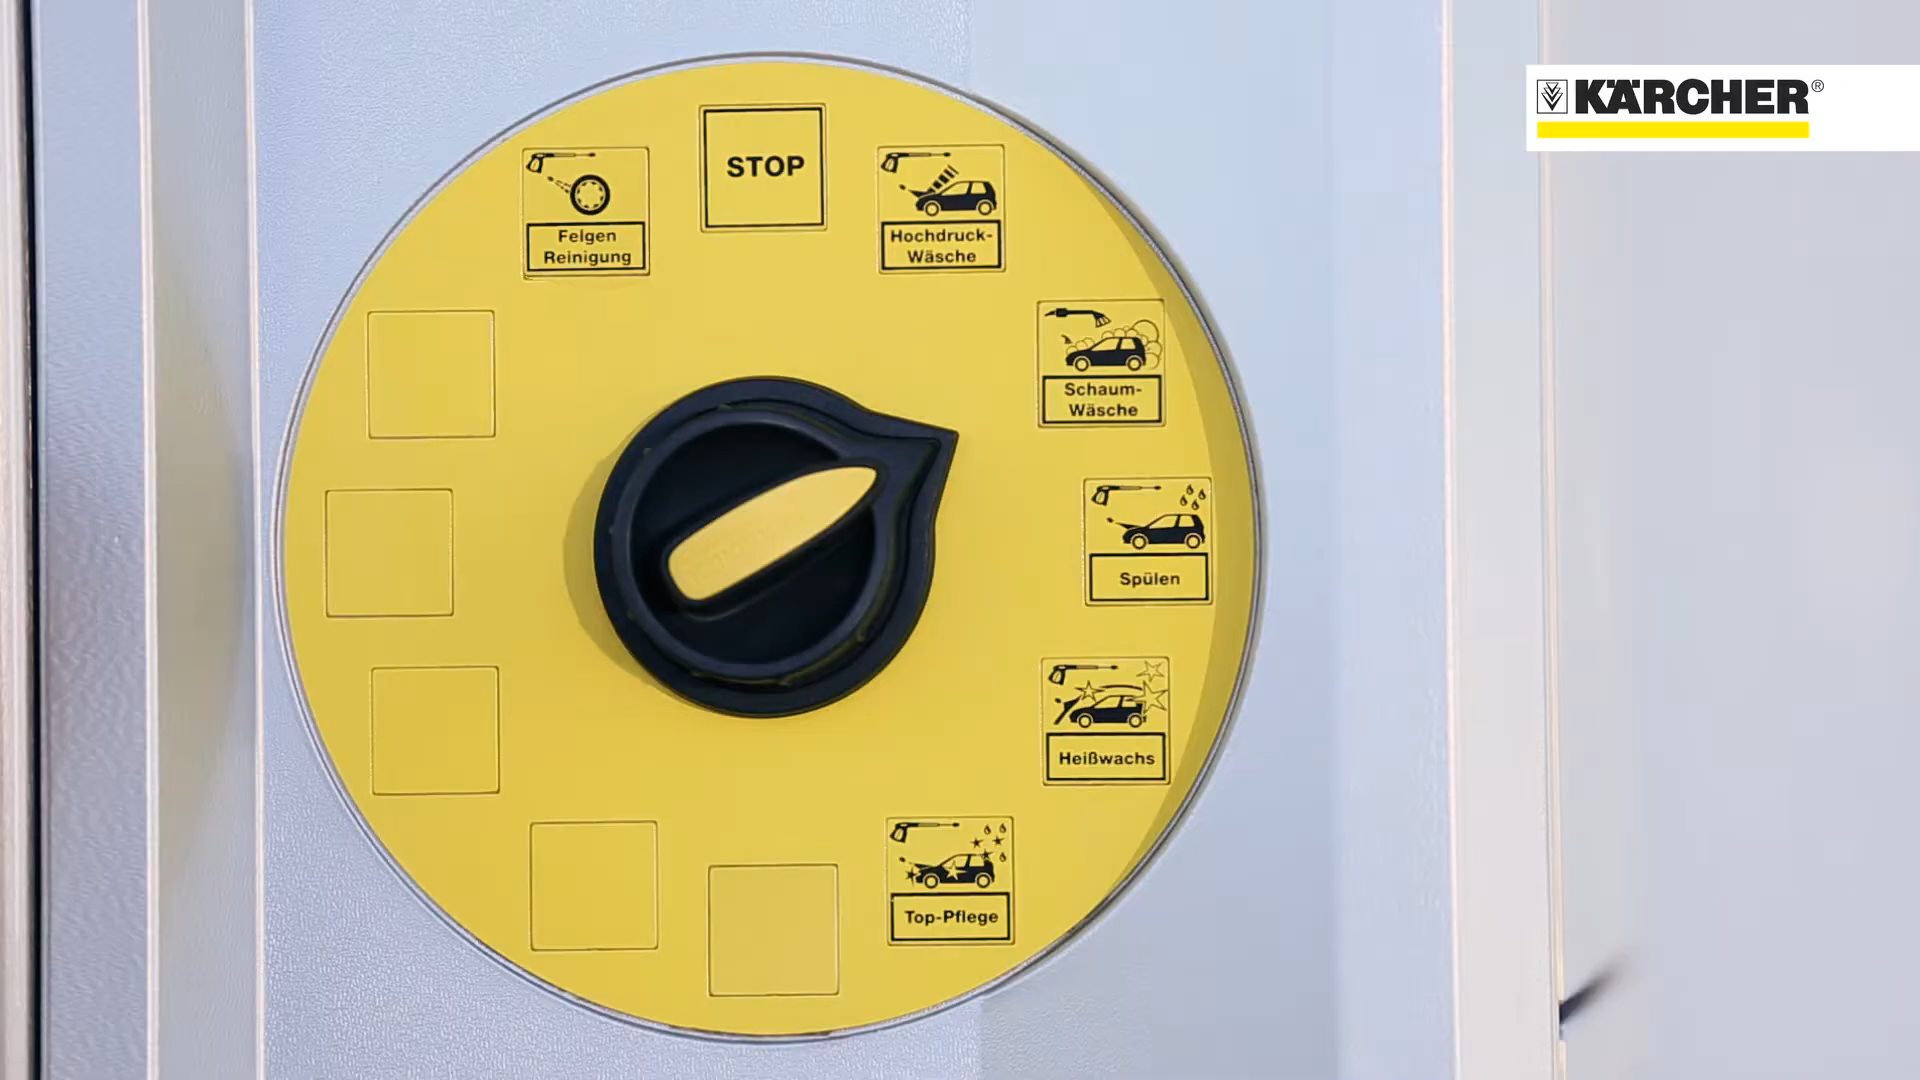 KÄRCHER®
STOP
Felgen
Reinigung
Hochdruck-
Wäsche
Schaum-
Wäsche
Spülen
Heißwachs
Top-Pflege